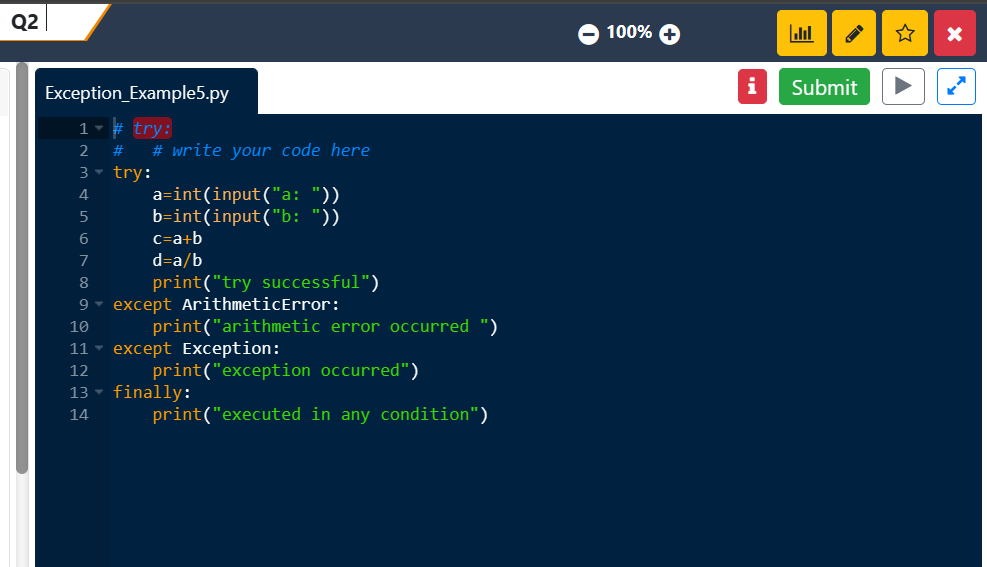 Q2
100%
Exception_Example5.py
i Submit
1 # try:
2 #   # write your code here
3 try:
4     a=int(input("a: "))
5     b=int(input("b: "))
6     c=a+b
7     d=a/b
8     print("try successful")
9 except ArithmeticError:
10     print("arithmetic error occurred ")
11 except Exception:
12     print("exception occurred")
13 finally:
14     print("executed in any condition")